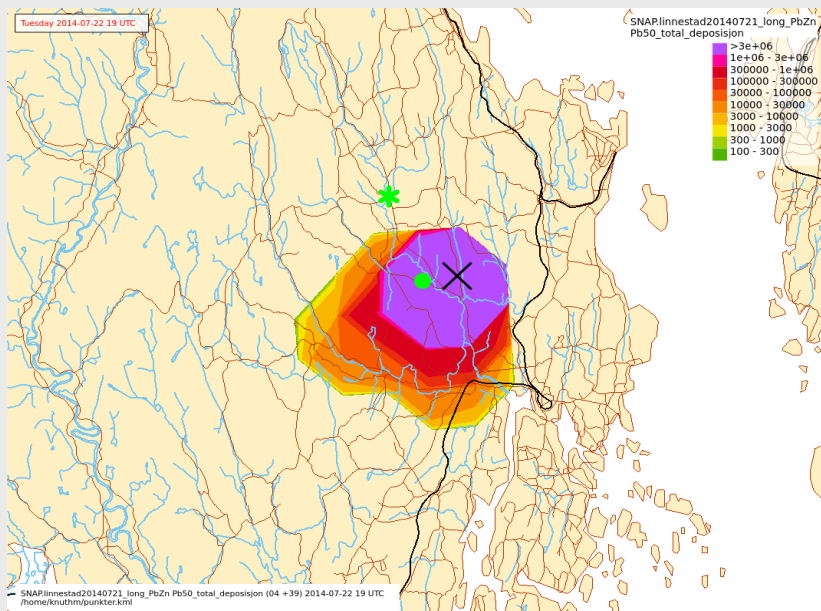 Tuesday 2014-07-22 19 UTC
SNAP.linnestad20140721_long_PbZn
Pb50_total_deposisjon
>3e+06
1e+06 - 3e+06
300000 - 1e+06
100000 - 300000
30000 - 100000
10000 - 30000
3000 - 10000
1000 - 3000
300 - 1000
100 - 300
SNAP.linnestad20140721_long_PbZn Pb50_total_deposisjon (04 +39) 2014-07-22 19 UTC
/home/knuthm/punkter.kml